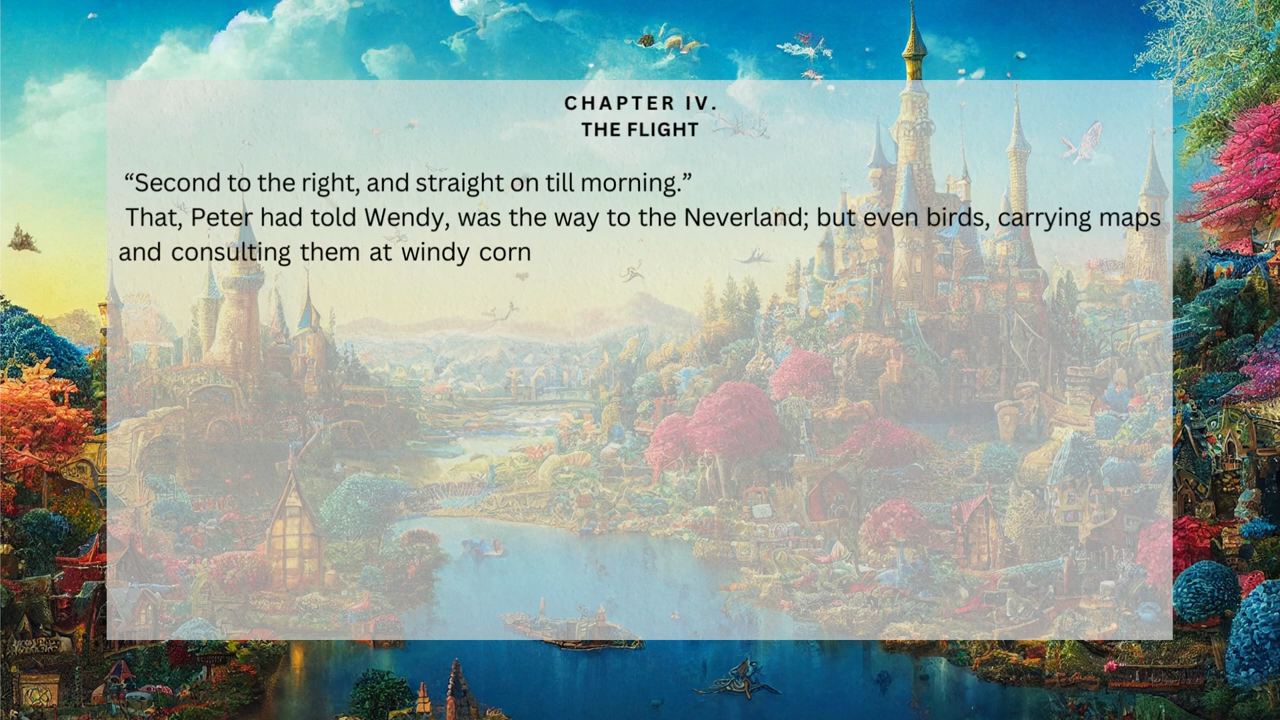 CHAPTER IV.
THE FLIGHT
“Second to the right, and straight on till morning.”
That, Peter had told Wendy, was the way to the Neverland; but even birds, carrying maps
and consulting them at windy corn